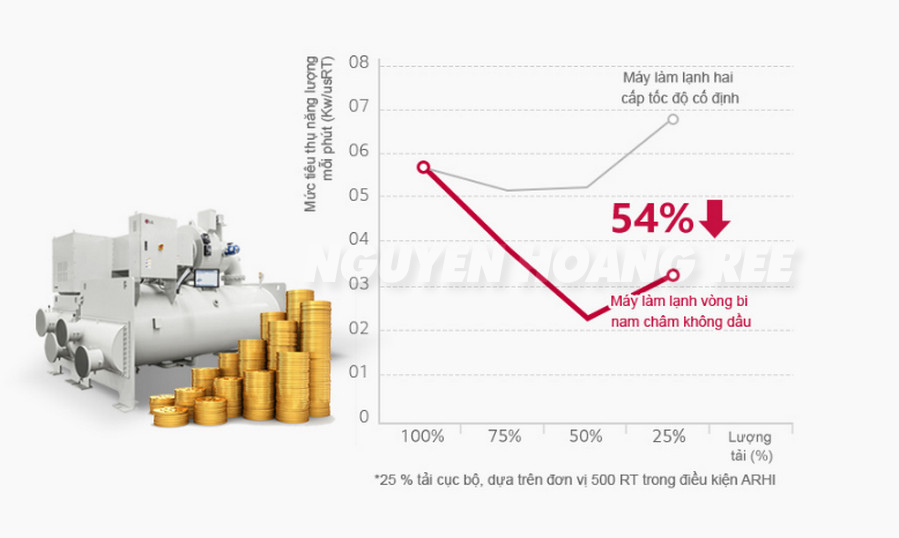 Mức tiêu thụ năng lượng
mỗi phút (Kw/usRT)
08
07
06
05
04
03
02
01
0
Máy làm lạnh hai
cấp tốc độ cố định
54%
NGUYEN HOANG REE
Máy làm lạnh vòng bi
nam châm không dầu
100%
75%
50%
25%
Lượng
tải (%)
*25 % tải cục bộ, dựa trên đơn vị 500 RT trong điều kiện ARHI